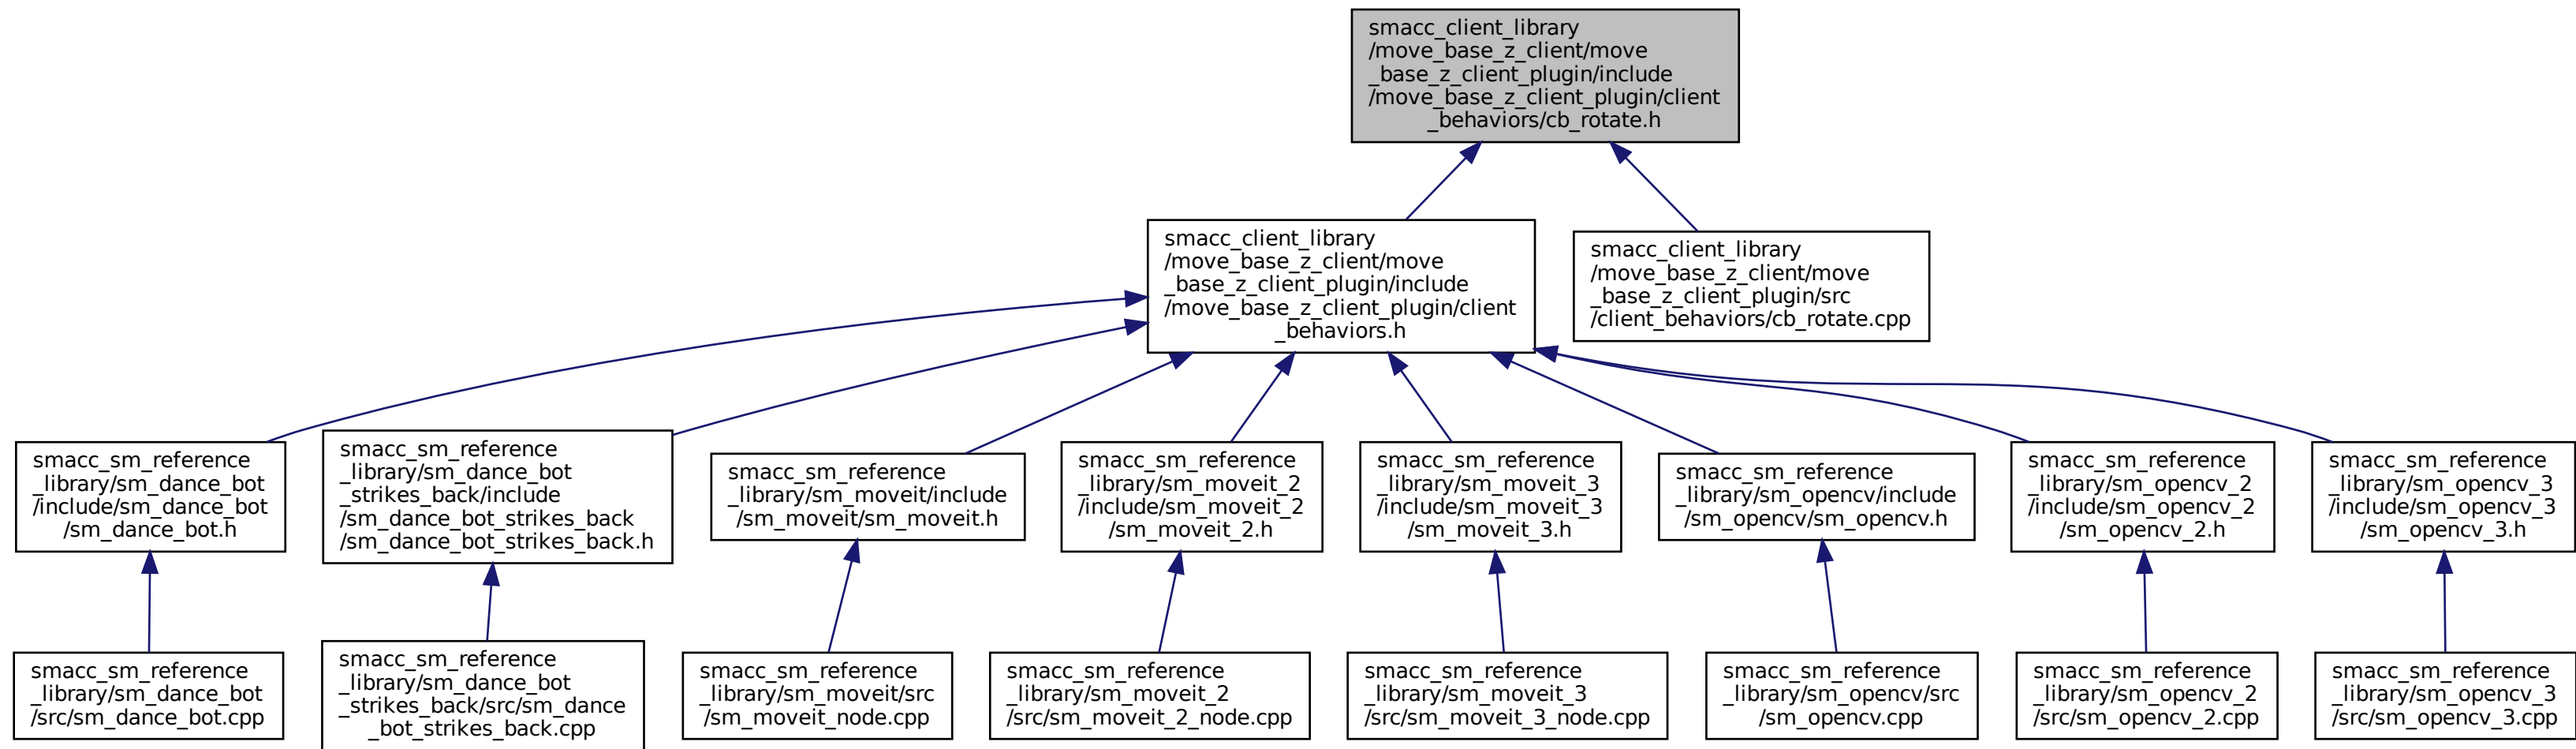 smacc_client_library
/move_base_z_client/move
_base_z_client_plugin/include
/move_base_z_client_plugin/client
_behaviors/cb_rotate.h
smacc_client_library
/move_base_z_client/move
_base_z_client_plugin/include
/move_base_z_client_plugin/client
_behaviors.h
smacc_client_library
/move_base_z_client/move
_base_z_client_plugin/src
/client_behaviors/cb_rotate.cpp
smacc_sm_reference
_library/sm_dance_bot
/include/sm_dance_bot
/sm_dance_bot.h
smacc_sm_reference
_library/sm_dance_bot
_strikes_back/include
/sm_dance_bot_strikes_back
/sm_dance_bot_strikes_back.h
smacc_sm_reference
_library/sm_moveit/include
/sm_moveit/sm_moveit.h
smacc_sm_reference
_library/sm_moveit_2
/include/sm_moveit_2
/sm_moveit_2.h
smacc_sm_reference
_library/sm_moveit_3
/include/sm_moveit_3
/sm_moveit_3.h
smacc_sm_reference
_library/sm_opencv/include
/sm_opencv/sm_opencv.h
smacc_sm_reference
_library/sm_opencv_2
/include/sm_opencv_2
/sm_opencv_2.h
smacc_sm_reference
_library/sm_opencv_3
/include/sm_opencv_3
/sm_opencv_3.h
smacc_sm_reference
_library/sm_dance_bot
/src/sm_dance_bot.cpp
smacc_sm_reference
_library/sm_dance_bot
_strikes_back/src/sm_dance
_bot_strikes_back.cpp
smacc_sm_reference
_library/sm_moveit/src
/sm_moveit_node.cpp
smacc_sm_reference
_library/sm_moveit_2
/src/sm_moveit_2_node.cpp
smacc_sm_reference
_library/sm_moveit_3
/src/sm_moveit_3_node.cpp
smacc_sm_reference
_library/sm_opencv/src
/sm_opencv.cpp
smacc_sm_reference
_library/sm_opencv_2
/src/sm_opencv_2.cpp
smacc_sm_reference
_library/sm_opencv_3
/src/sm_opencv_3.cpp